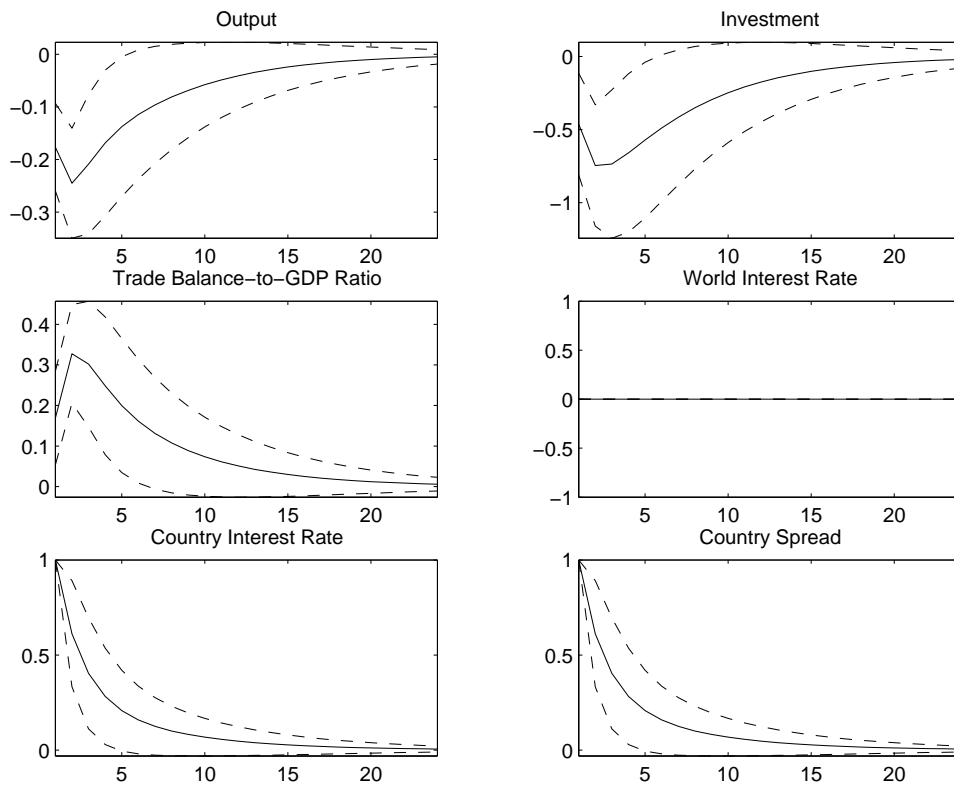 Output
0
−0.1
−0.2
−0.3
5 10 15 20
Investment
0
−0.5
−1
5 10 15 20
Trade Balance−to−GDP Ratio
0.4
0.3
0.2
0.1
0
5 10 15 20
World Interest Rate
1
0.5
0
−0.5
−1
5 10 15 20
Country Interest Rate
1
0.5
0
5 10 15 20
Country Spread
1
0.5
0
5 10 15 20